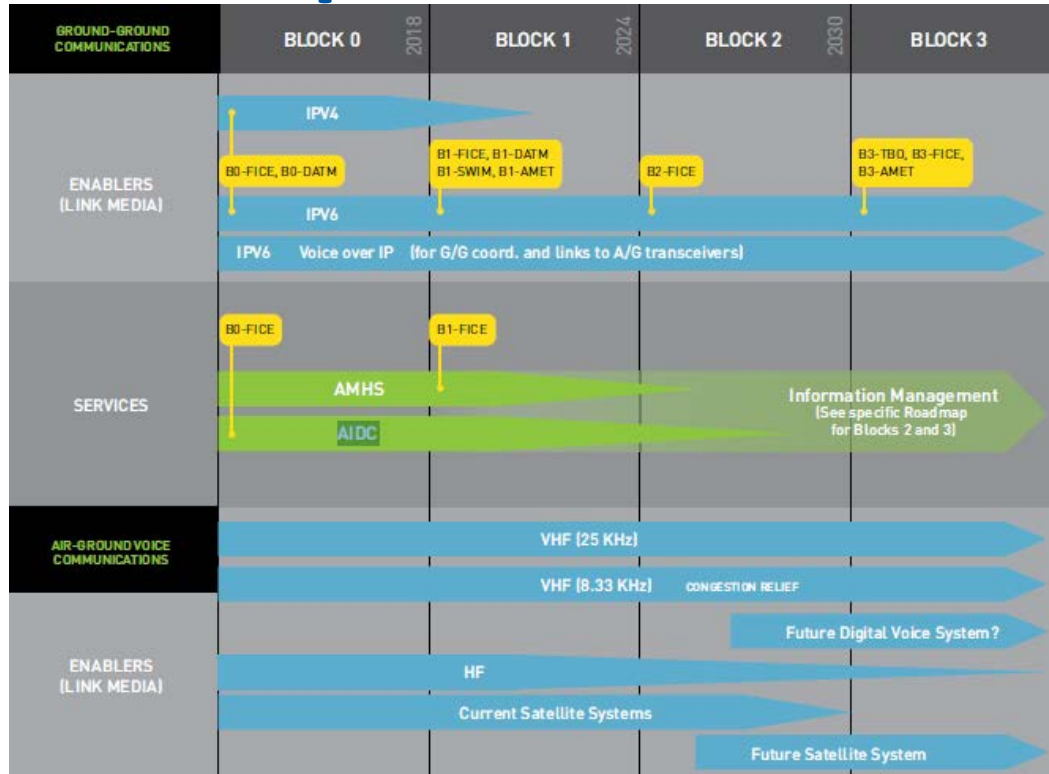 GROUND-GROUND
COMMUNICATIONS
BLOCK 0
2018
BLOCK 1
2024
BLOCK 2
2030
BLOCK 3
ENABLERS
(LINK MEDIA)
IPV4
B0-FICE, B0-DATM
B1-FICE, B1-DATM
B1-SWIM, B1-AMET
B2-FICE
B3-TBO, B3-FICE,
B3-AMET
IPV6
IPV6 Voice over IP (for G/G coord. and links to A/G transceivers)
SERVICES
B0-FICE
B1-FICE
AMHS
AIDC
Information Management
(See specific Roadmap
for Blocks 2 and 3)
AIR-GROUND VOICE
COMMUNICATIONS
VHF (25 KHz)
VHF (8.33 KHz) CONGESTION RELIEF
Future Digital Voice System?
ENABLERS
(LINK MEDIA)
HF
Current Satellite Systems
Future Satellite System